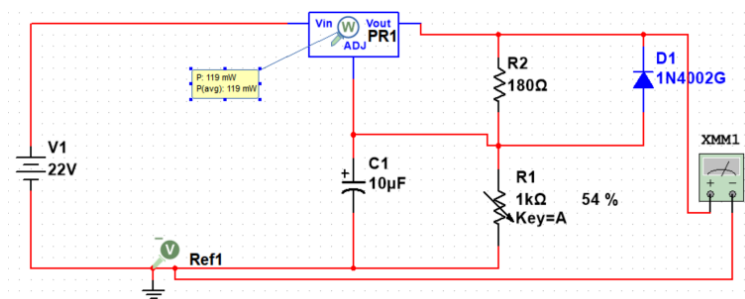 Vin
W
Vout
ADJ
PR1
P: 119 mW
P(avg): 119 mW
R2
180Ω
D1
1N4002G
V1
22V
C1
+
10µF
R1
1kΩ
54 %
Key=A
XMM1
+ -
V
Ref1